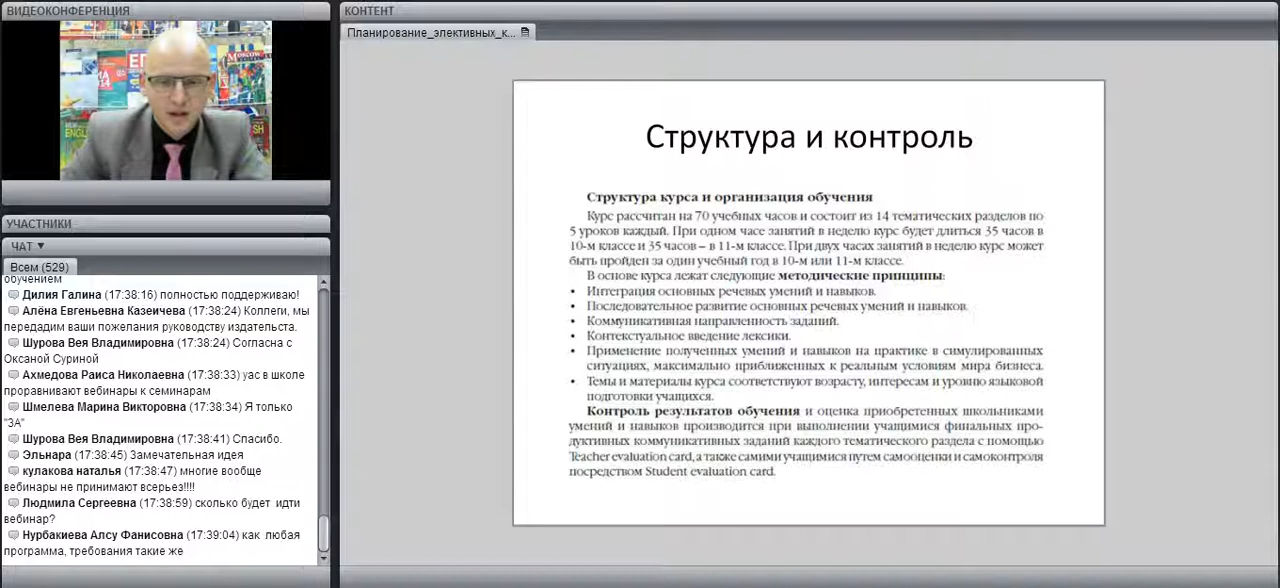 ВИДЕОКОНФЕРЕНЦИЯ
MOSCOW
ENGL
SH
УЧАСТНИКИ
ЧАТ ▼
Всем (529)
обучением
Дилия Галина (17:38:16) полностью поддерживаю!
Алёна Евгеньевна Казеичева (17:38:24) Коллеги, мы
передадим ваши пожелания руководству издательста.
Шурова Вея Владимировна (17:38:24) Согласна с
Оксаной Суриной
Ахмедова Раиса Николаевна (17:38:33) уас в школе
проравнивают вебинары к семинарам
Шмелева Марина Викторовна (17:38:34) Я только
"ЗА"
Шурова Вея Владимировна (17:38:41) Спасибо.
Эльнара (17:38:45) Замечательная идея
кулакова наталья (17:38:47) многие вообще
вебинары не принимают всерьез!!!!
Людмила Сергеевна (17:38:59) сколько будет идти
вебинар?
Нурбакиева Алсу Фанисовна (17:39:04) как любая
программа, требования такие же
КОНТЕНТ
Планирование_элективных_к...
Структура и контроль
Структура курса и организация обучения
Курс рассчитан на 70 учебных часов и состоит из 14 тематических разделов по
5 уроков каждый. При одном часе занятий в неделю курс будет длиться 35 часов в
10-м классе и 35 часов – в 11-м классе. При двух часах занятий в неделю курс может
быть пройден за один учебный год в 10-м или 11-м классе.
В основе курса лежат следующие методические принципы:
• Интеграция основных речевых умений и навыков.
• Последовательное развитие основных речевых умений и навыков.
• Коммуникативная направленность заданий.
• Контекстуальное введение лексики.
• Применение полученных умений и навыков на практике в симулированных
ситуациях, максимально приближенных к реальным условиям мира бизнеса.
• Темы и материалы курса соответствуют возрасту, интересам и уровню языковой
подготовки учащихся.
Контроль результатов обучения и оценка приобретенных школьниками
умений и навыков производится при выполнении учащимися финальных про-
дуктивных коммуникативных заданий каждого тематического раздела с помощью
Teacher evaluation card, а также самими учащимися путем самооценки и самоконтроля
посредством Student evaluation card.